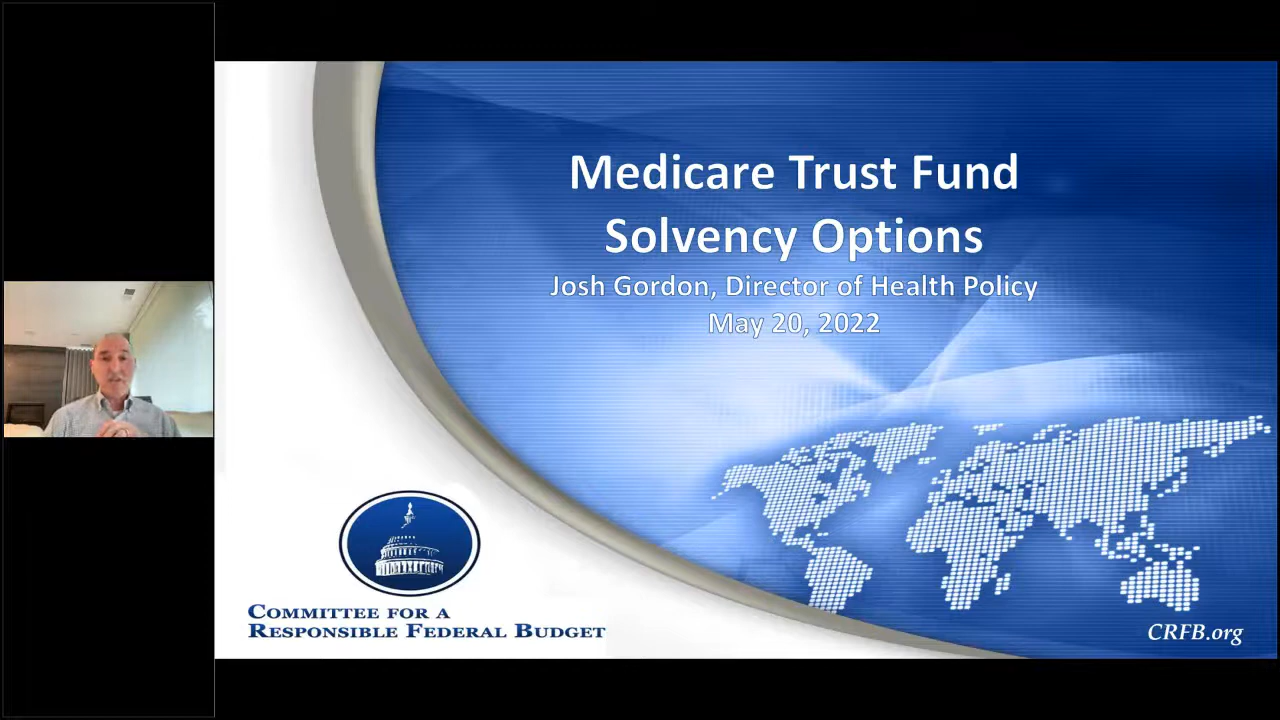 Medicare Trust Fund
Solvency Options
Josh Gordon, Director of Health Policy
May 20, 2022
COMMITTEE FOR A
RESPONSIBLE FEDERAL BUDGET
CRFB.org